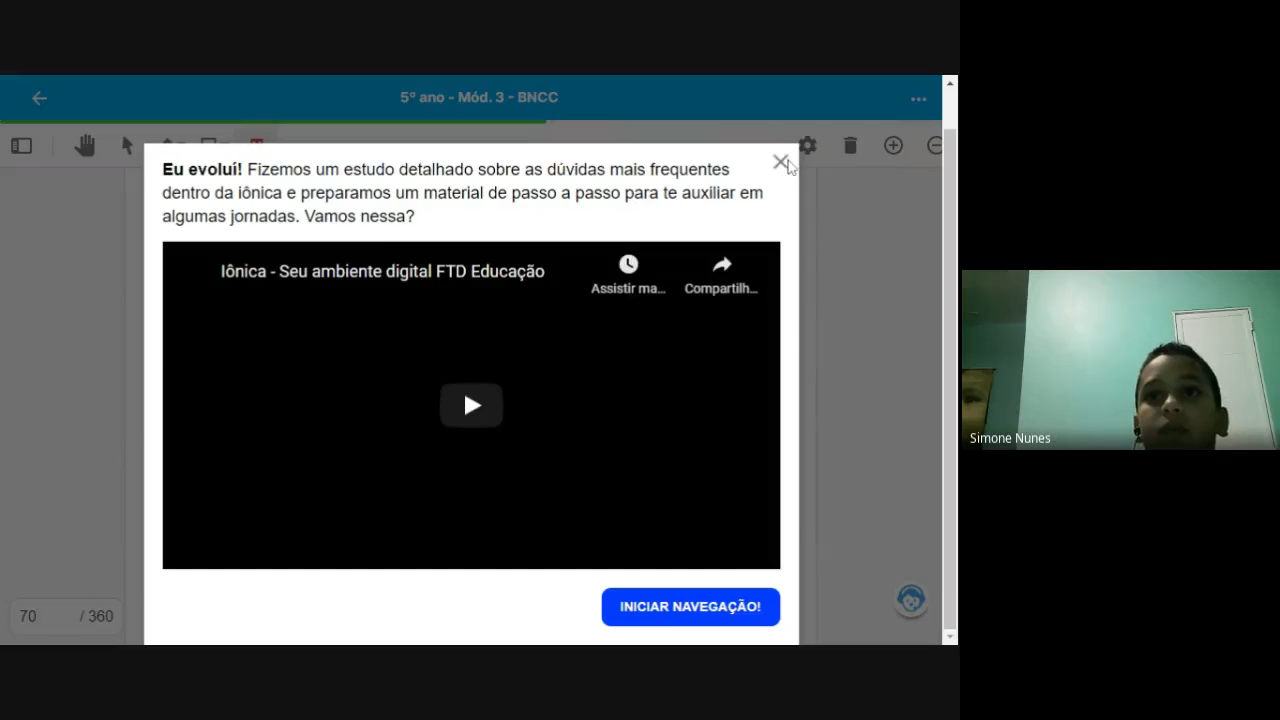 5º ano - Mód. 3 - BNCC
Eu evoluí! Fizemos um estudo detalhado sobre as dúvidas mais frequentes
dentro da iônica e preparamos um material de passo a passo para te auxiliar em
algumas jornadas. Vamos nessa?
Iônica - Seu ambiente digital FTD Educação
Assistir ma...
Compartilh...
INICIAR NAVEGAÇÃO!
70 / 360
Simone Nunes